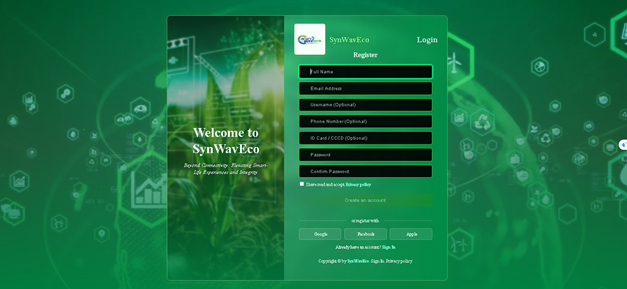 SynWavEco
Login
Register
Welcome to
SynWavEco
Beyond Connectivity: Elevating Smart
Life Experiences and Integrity
Full Name
Email Address
Username (Optional)
Phone Number (Optional)
ID Card / CCCD (Optional)
Password
Confirm Password
I have read and accept Privacy policy
Create an account
or register with
Google
Facebook
Apple
Already have an account? Sign In
Copyright © by SynWavEco. Sign In. Privacy policy